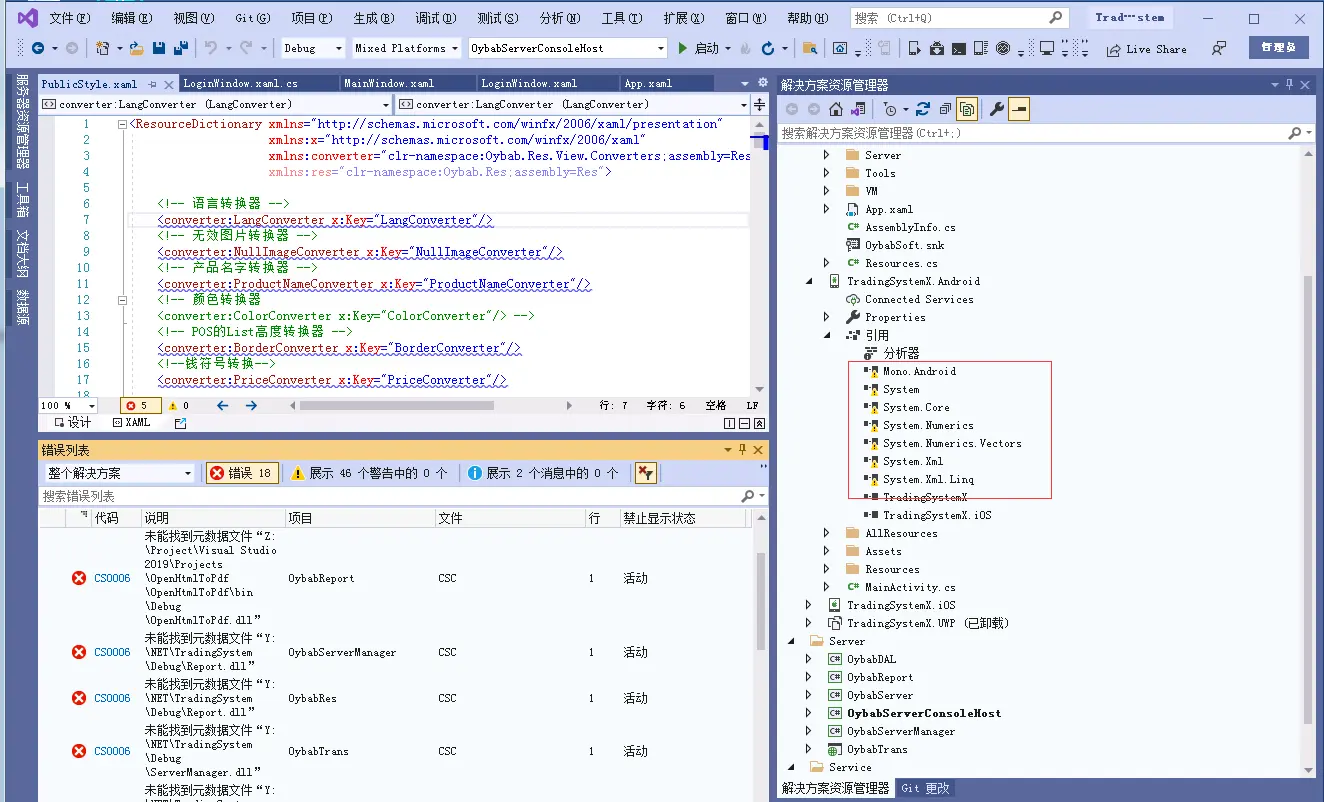 文件(F) 编辑(E) 视图(V) Git(G) 项目(P) 生成(B) 调试(D) 测试(S) 分析(N) 工具(T) 扩展(X) 窗口(W) 帮助(H) 搜索 (Ctrl+Q) Trad···stem
Debug Mixed Platforms OybabServerConsoleHost 启动 Live Share 管理员
服务器资源管理器
工具箱
文档大纲
数据源
PublicStyle.xaml LoginWindow.xaml.cs MainWindow.xaml LoginWindow.xaml App.xaml
converter:LangConverter (LangConverter) converter:LangConverter (LangConverter)
1 <ResourceDictionary xmlns="http://schemas.microsoft.com/winfx/2006/xaml/presentation"
2 xmlns:x="http://schemas.microsoft.com/winfx/2006/xaml"
3 xmlns:converter="clr-namespace:Oybab.Res.View.Converters;assembly=Res
4 xmlns:res="clr-namespace:Oybab.Res;assembly=Res">
5
6 <!-- 语言转换器 -->
7 <converter:LangConverter x:Key="LangConverter"/>
8 <!-- 无效图片转换器 -->
9 <converter:NullImageConverter x:Key="NullImageConverter"/>
10 <!-- 产品名字转换器 -->
11 <converter:ProductNameConverter x:Key="ProductNameConverter"/>
12 <!-- 颜色转换器
13 <converter:ColorConverter x:Key="ColorConverter"/> -->
14 <!-- POS的List高度转换器 -->
15 <converter:BorderConverter x:Key="BorderConverter"/>
16 <!--钱符号转换-->
17 <converter:PriceConverter x:Key="PriceConverter"/>
18
100 % 5 0 行: 7 字符: 6 空格 LF
设计 XAML
错误列表
整个解决方案 错误 18 展示 46 个警告中的 0 个 展示 2 个消息中的 0 个
搜索错误列表
代码 说明 项目 文件 行 禁止显示状态
未能找到元数据文件“Z:
\Project\Visual Studio
2019\Projects
\OpenHtmlToPdf
CS0006 OybabReport CSC 1 活动
\OpenHtmlToPdf\bin
\Debug
\OpenHtmlToPdf.dll”
未能找到元数据文件“Y:
CS0006 \NET\TradingSystem OybabServerManager CSC 1 活动
\Debug\Report.dll”
未能找到元数据文件“Y:
CS0006 \NET\TradingSystem OybabRes CSC 1 活动
\Debug\Report.dll”
未能找到元数据文件“Y:
\NET\TradingSystem
CS0006 \Debug OybabTrans CSC 1 活动
\ServerManager.dll”
未能找到元数据文件“Y:
解决方案资源管理器
搜索解决方案资源管理器(Ctrl+;)
Server
Tools
VM
App.xaml
AssemblyInfo.cs
OybabSoft.snk
Resources.cs
TradingSystemX.Android
Connected Services
Properties
引用
分析器
Mono.Android
System
System.Core
System.Numerics
System.Numerics.Vectors
System.Xml
System.Xml.Linq
TradingSystemX
TradingSystemX.iOS
AllResources
Assets
Resources
MainActivity.cs
TradingSystemX.iOS
TradingSystemX.UWP (已卸载)
Server
OybabDAL
OybabReport
OybabServer
OybabServerConsoleHost
OybabServerManager
OybabTrans
Service
解决方案资源管理器 Git 更改